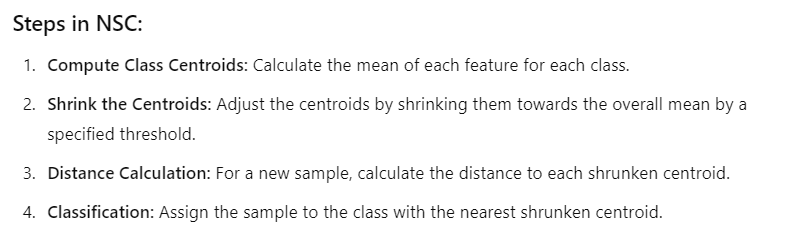 Steps in NSC:
1. Compute Class Centroids: Calculate the mean of each feature for each class.
2. Shrink the Centroids: Adjust the centroids by shrinking them towards the overall mean by a
specified threshold.
3. Distance Calculation: For a new sample, calculate the distance to each shrunken centroid.
4. Classification: Assign the sample to the class with the nearest shrunken centroid.